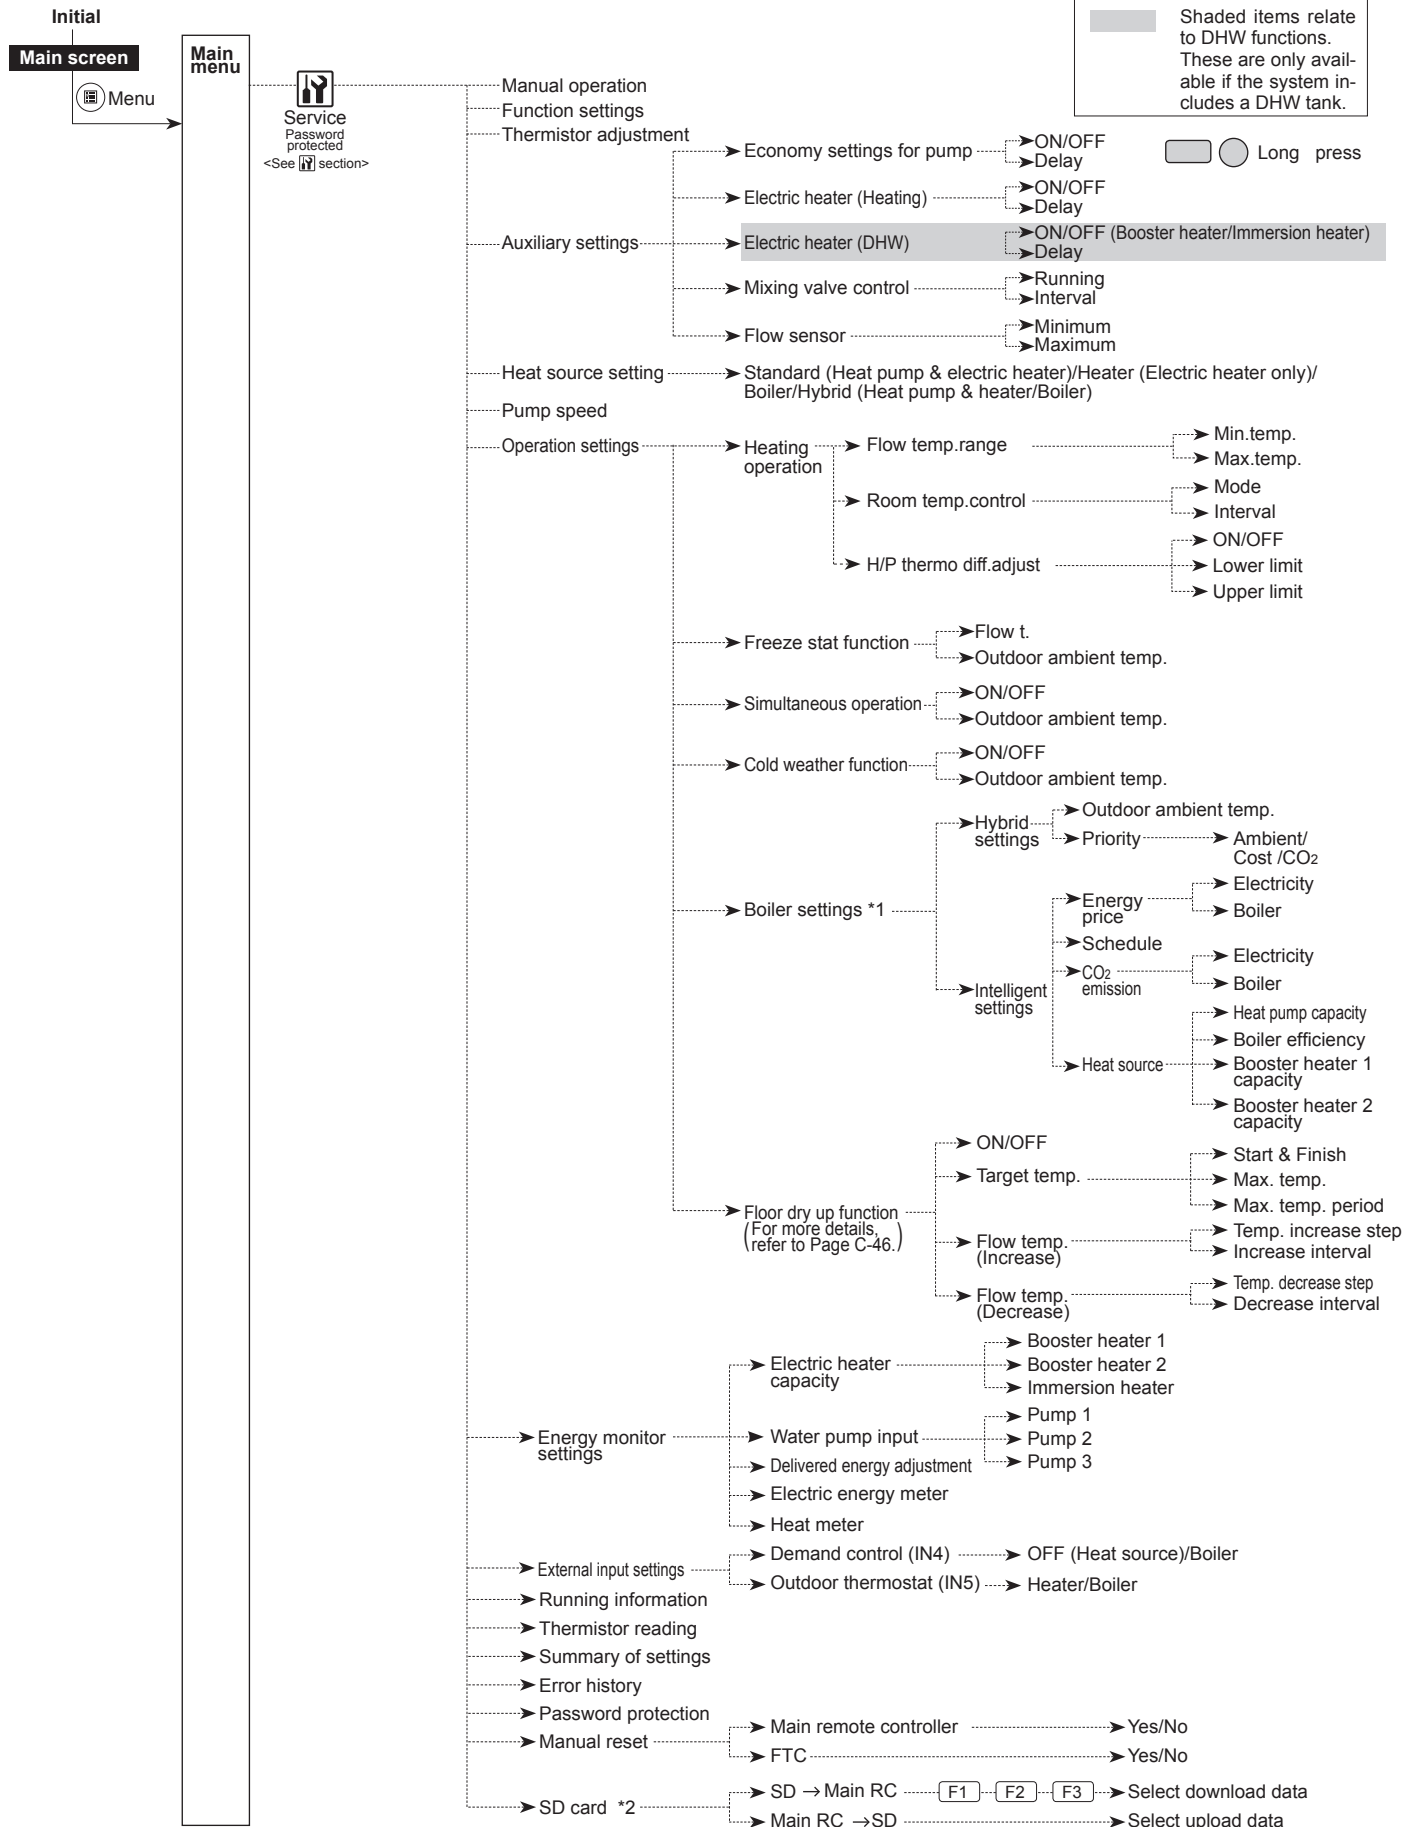 Initial
Main screen
Menu
Main
menu
Service
Password
protected
<See section>
Shaded items relate
to DHW functions.
These are only avail-
able if the system in-
cludes a DHW tank.
Long press
Manual operation
Function settings
Thermistor adjustment
Auxiliary settings
Economy settings for pump
ON/OFF
Delay
Electric heater (Heating)
ON/OFF
Delay
Electric heater (DHW)
ON/OFF (Booster heater/Immersion heater)
Delay
Mixing valve control
Running
Interval
Flow sensor
Minimum
Maximum
Heat source setting
Standard (Heat pump & electric heater)/Heater (Electric heater only)/
Boiler/Hybrid (Heat pump & heater/Boiler)
Pump speed
Operation settings
Heating
operation
Flow temp.range
Min.temp.
Max.temp.
Room temp.control
Mode
Interval
H/P thermo diff.adjust
ON/OFF
Lower limit
Upper limit
Freeze stat function
Flow t.
Outdoor ambient temp.
Simultaneous operation
ON/OFF
Outdoor ambient temp.
Cold weather function
ON/OFF
Outdoor ambient temp.
Boiler settings *1
Hybrid
settings
Outdoor ambient temp.
Priority
Ambient/
Cost /CO2
Intelligent
settings
Energy
price
Electricity
Boiler
Schedule
CO2
emission
Electricity
Boiler
Heat source
Heat pump capacity
Boiler efficiency
Booster heater 1
capacity
Booster heater 2
capacity
Floor dry up function
(For more details,
refer to Page C-46.)
ON/OFF
Target temp.
Start & Finish
Max. temp.
Max. temp. period
Flow temp.
(Increase)
Temp. increase step
Increase interval
Flow temp.
(Decrease)
Temp. decrease step
Decrease interval
Energy monitor
settings
Electric heater
capacity
Booster heater 1
Booster heater 2
Immersion heater
Water pump input
Pump 1
Pump 2
Pump 3
Delivered energy adjustment
Electric energy meter
Heat meter
External input settings
Demand control (IN4)
OFF (Heat source)/Boiler
Outdoor thermostat (IN5)
Heater/Boiler
Running information
Thermistor reading
Summary of settings
Error history
Password protection
Manual reset
Main remote controller
Yes/No
FTC
Yes/No
SD card *2
SD → Main RC
F1 F2 F3
Select download data
Main RC → SD
Select upload data